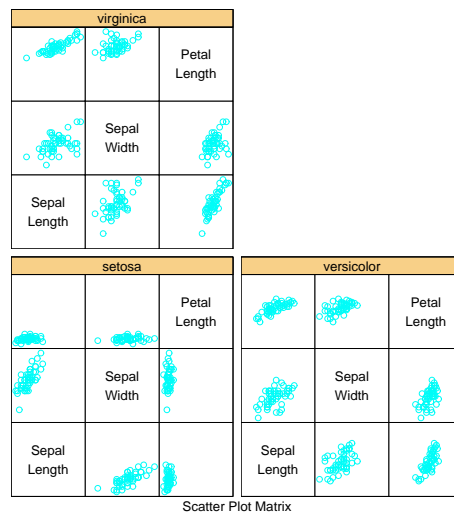 virginica
Petal
Length
Sepal
Width
Sepal
Length
setosa
Petal
Length
Sepal
Width
Sepal
Length
versicolor
Petal
Length
Sepal
Width
Sepal
Length
Scatter Plot Matrix